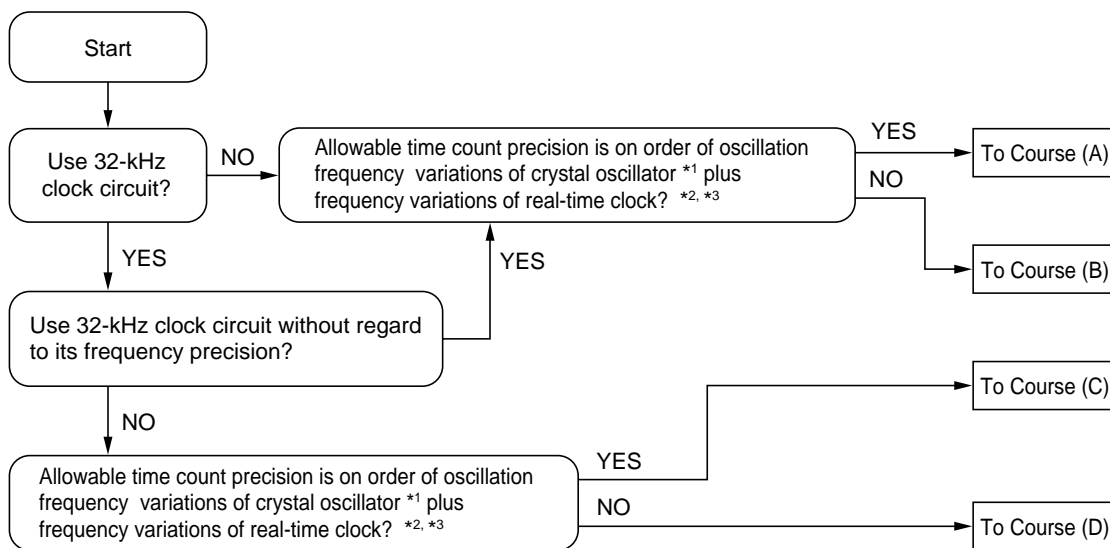 Start
Use 32-kHz
clock circuit?
NO
Allowable time count precision is on order of oscillation
frequency variations of crystal oscillator *1 plus
frequency variations of real-time clock? *2, *3
YES
To Course (A)
NO
To Course (B)
YES
YES
Use 32-kHz clock circuit without regard
to its frequency precision?
To Course (C)
NO
Allowable time count precision is on order of oscillation
frequency variations of crystal oscillator *1 plus
frequency variations of real-time clock? *2, *3
YES
NO
To Course (D)